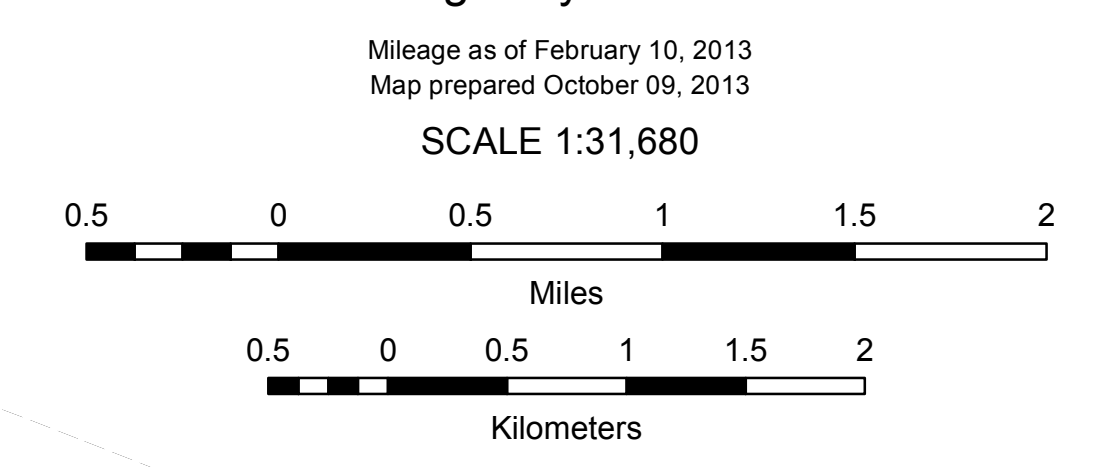 Mileage as of February 10, 2013
Map prepared October 09, 2013
SCALE 1:31,680
0.5 0 0.5 1 1.5 2
Miles
0.5 0 0.5 1 1.5 2
Kilometers